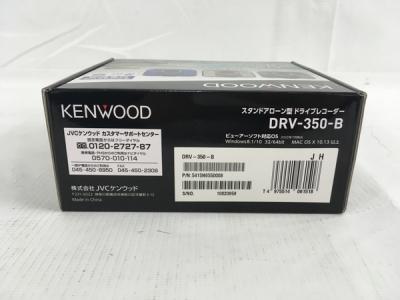 KENWOOD
JVCケンウッド カスタマーサポートセンター
0120-2727-87
0570-010-114
045-450-8950
045-450-2308
株式会社 JVCケンウッド
Made in China
スタンドアローン型 ドライブレコーダー
DRV-350-B
ビューアーソフト対応OS
Windows8.1/10 32/64bit
MAC OS X 10.13 以上
DRV-350-B
J H
S/NO.